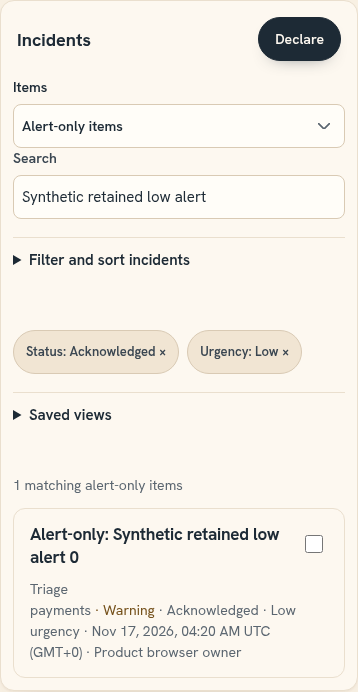 Incidents
Declare
Items
Alert-only items
Search
Synthetic retained low alert
Filter and sort incidents
Status: Acknowledged ×
Urgency: Low ×
Saved views
1 matching alert-only items
Alert-only: Synthetic retained low
alert 0
Triage
payments · Warning · Acknowledged · Low
urgency · Nov 17, 2026, 04:20 AM UTC
(GMT+0) · Product browser owner